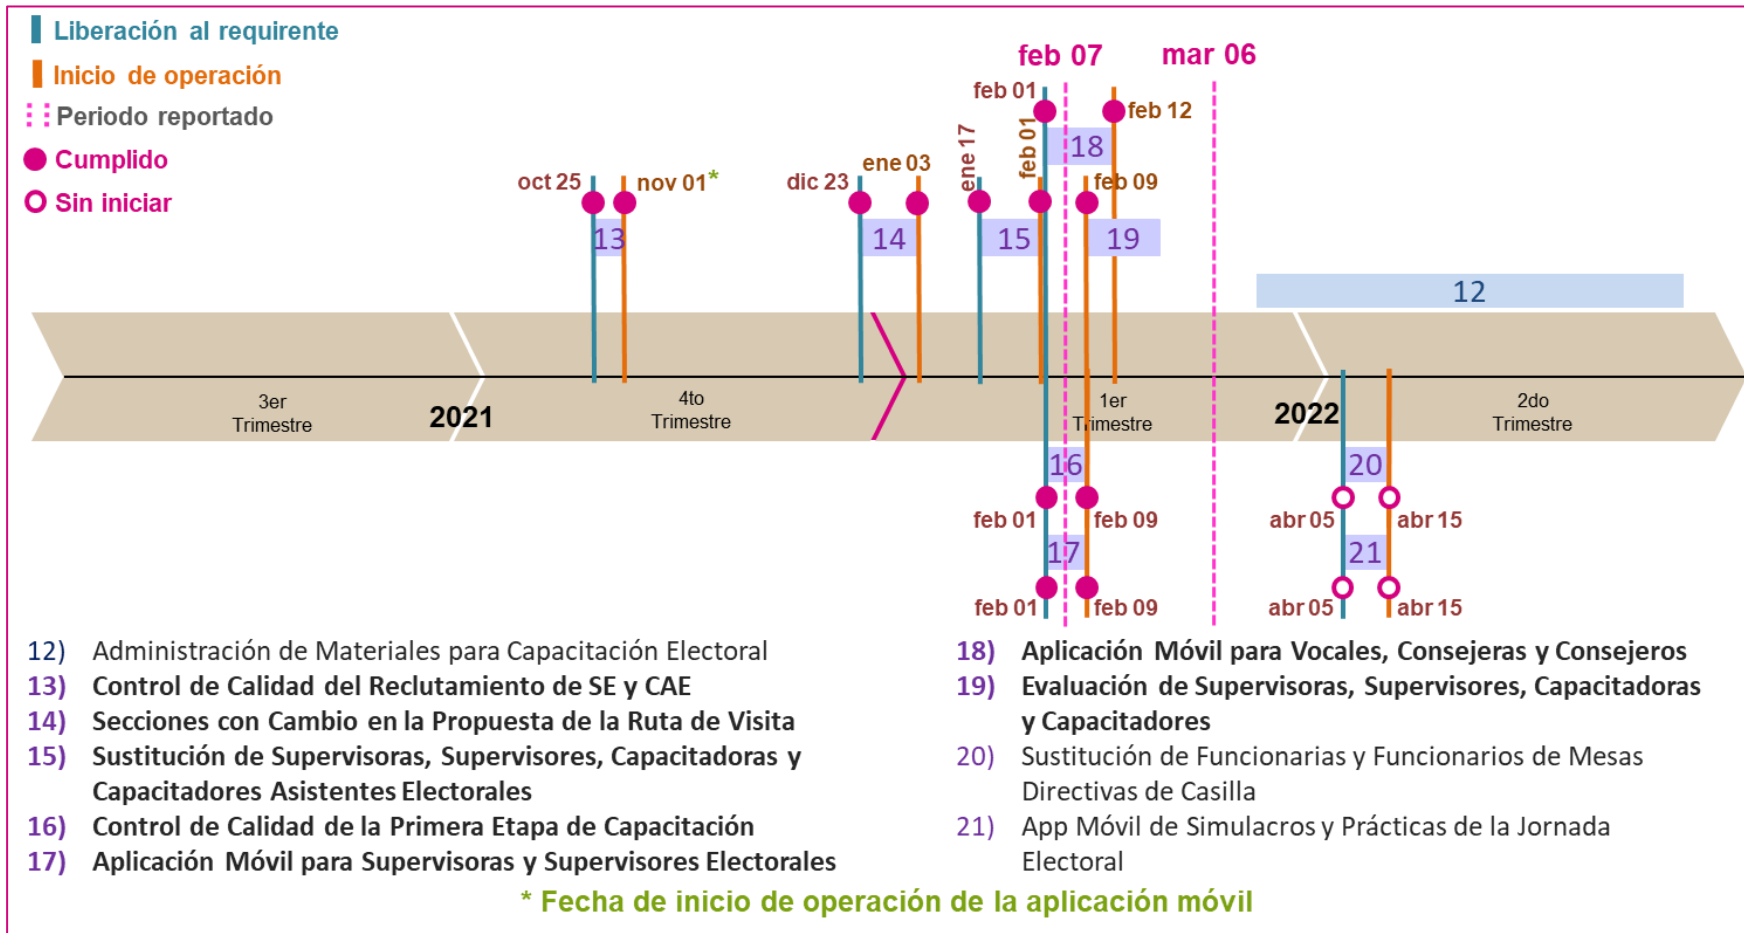 Liberación al requirente
Inicio de operación
Periodo reportado
Cumplido
Sin iniciar
feb 07
mar 06
feb 01
feb 12
18
oct 25
nov 01*
dic 23
ene 03
ene 17
feb 01
feb 09
13
14
15
19
12
3er
Trimestre
2021
4to
Trimestre
1er
Trimestre
2022
2do
Trimestre
16
feb 01
feb 09
17
feb 01
feb 09
20
abr 05
abr 15
21
abr 05
abr 15
12) Administración de Materiales para Capacitación Electoral
13) Control de Calidad del Reclutamiento de SE y CAE
14) Secciones con Cambio en la Propuesta de la Ruta de Visita
15) Sustitución de Supervisoras, Supervisores, Capacitadoras y
Capacitadores Asistentes Electorales
16) Control de Calidad de la Primera Etapa de Capacitación
17) Aplicación Móvil para Supervisoras y Supervisores Electorales
18) Aplicación Móvil para Vocales, Consejeras y Consejeros
19) Evaluación de Supervisoras, Supervisores, Capacitadoras
y Capacitadores
20) Sustitución de Funcionarias y Funcionarios de Mesas
Directivas de Casilla
21) App Móvil de Simulacros y Prácticas de la Jornada
Electoral
* Fecha de inicio de operación de la aplicación móvil